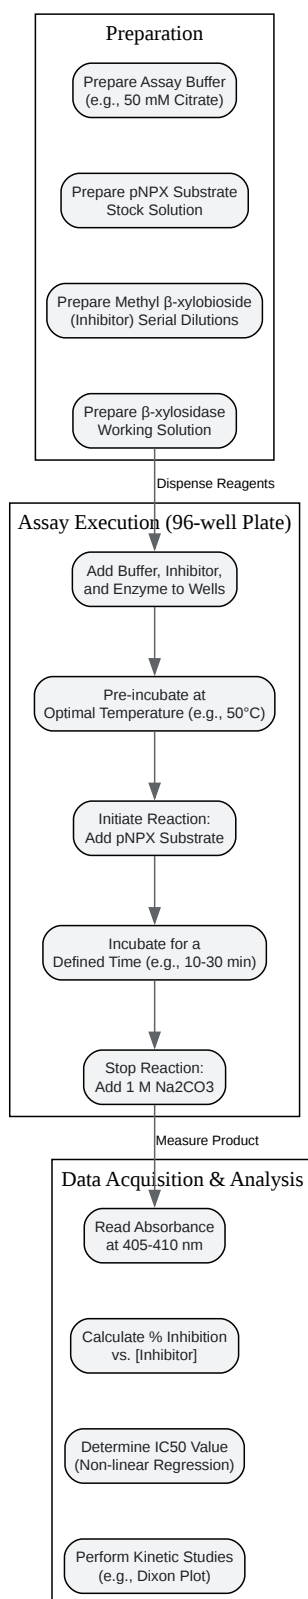 Preparation
Prepare Assay Buffer
(e.g., 50 mM Citrate)
Prepare pNPX Substrate
Stock Solution
Prepare Methyl β-xylobioside
(Inhibitor) Serial Dilutions
Prepare β-xylosidase
Working Solution
Dispense Reagents
Assay Execution (96-well Plate)
Add Buffer, Inhibitor,
and Enzyme to Wells
Pre-incubate at
Optimal Temperature (e.g., 50°C)
Initiate Reaction:
Add pNPX Substrate
Incubate for a
Defined Time (e.g., 10-30 min)
Stop Reaction:
Add 1 M Na2CO3
Measure Product
Data Acquisition & Analysis
Read Absorbance
at 405-410 nm
Calculate % Inhibition
vs. [Inhibitor]
Determine IC50 Value
(Non-linear Regression)
Perform Kinetic Studies
(e.g., Dixon Plot)